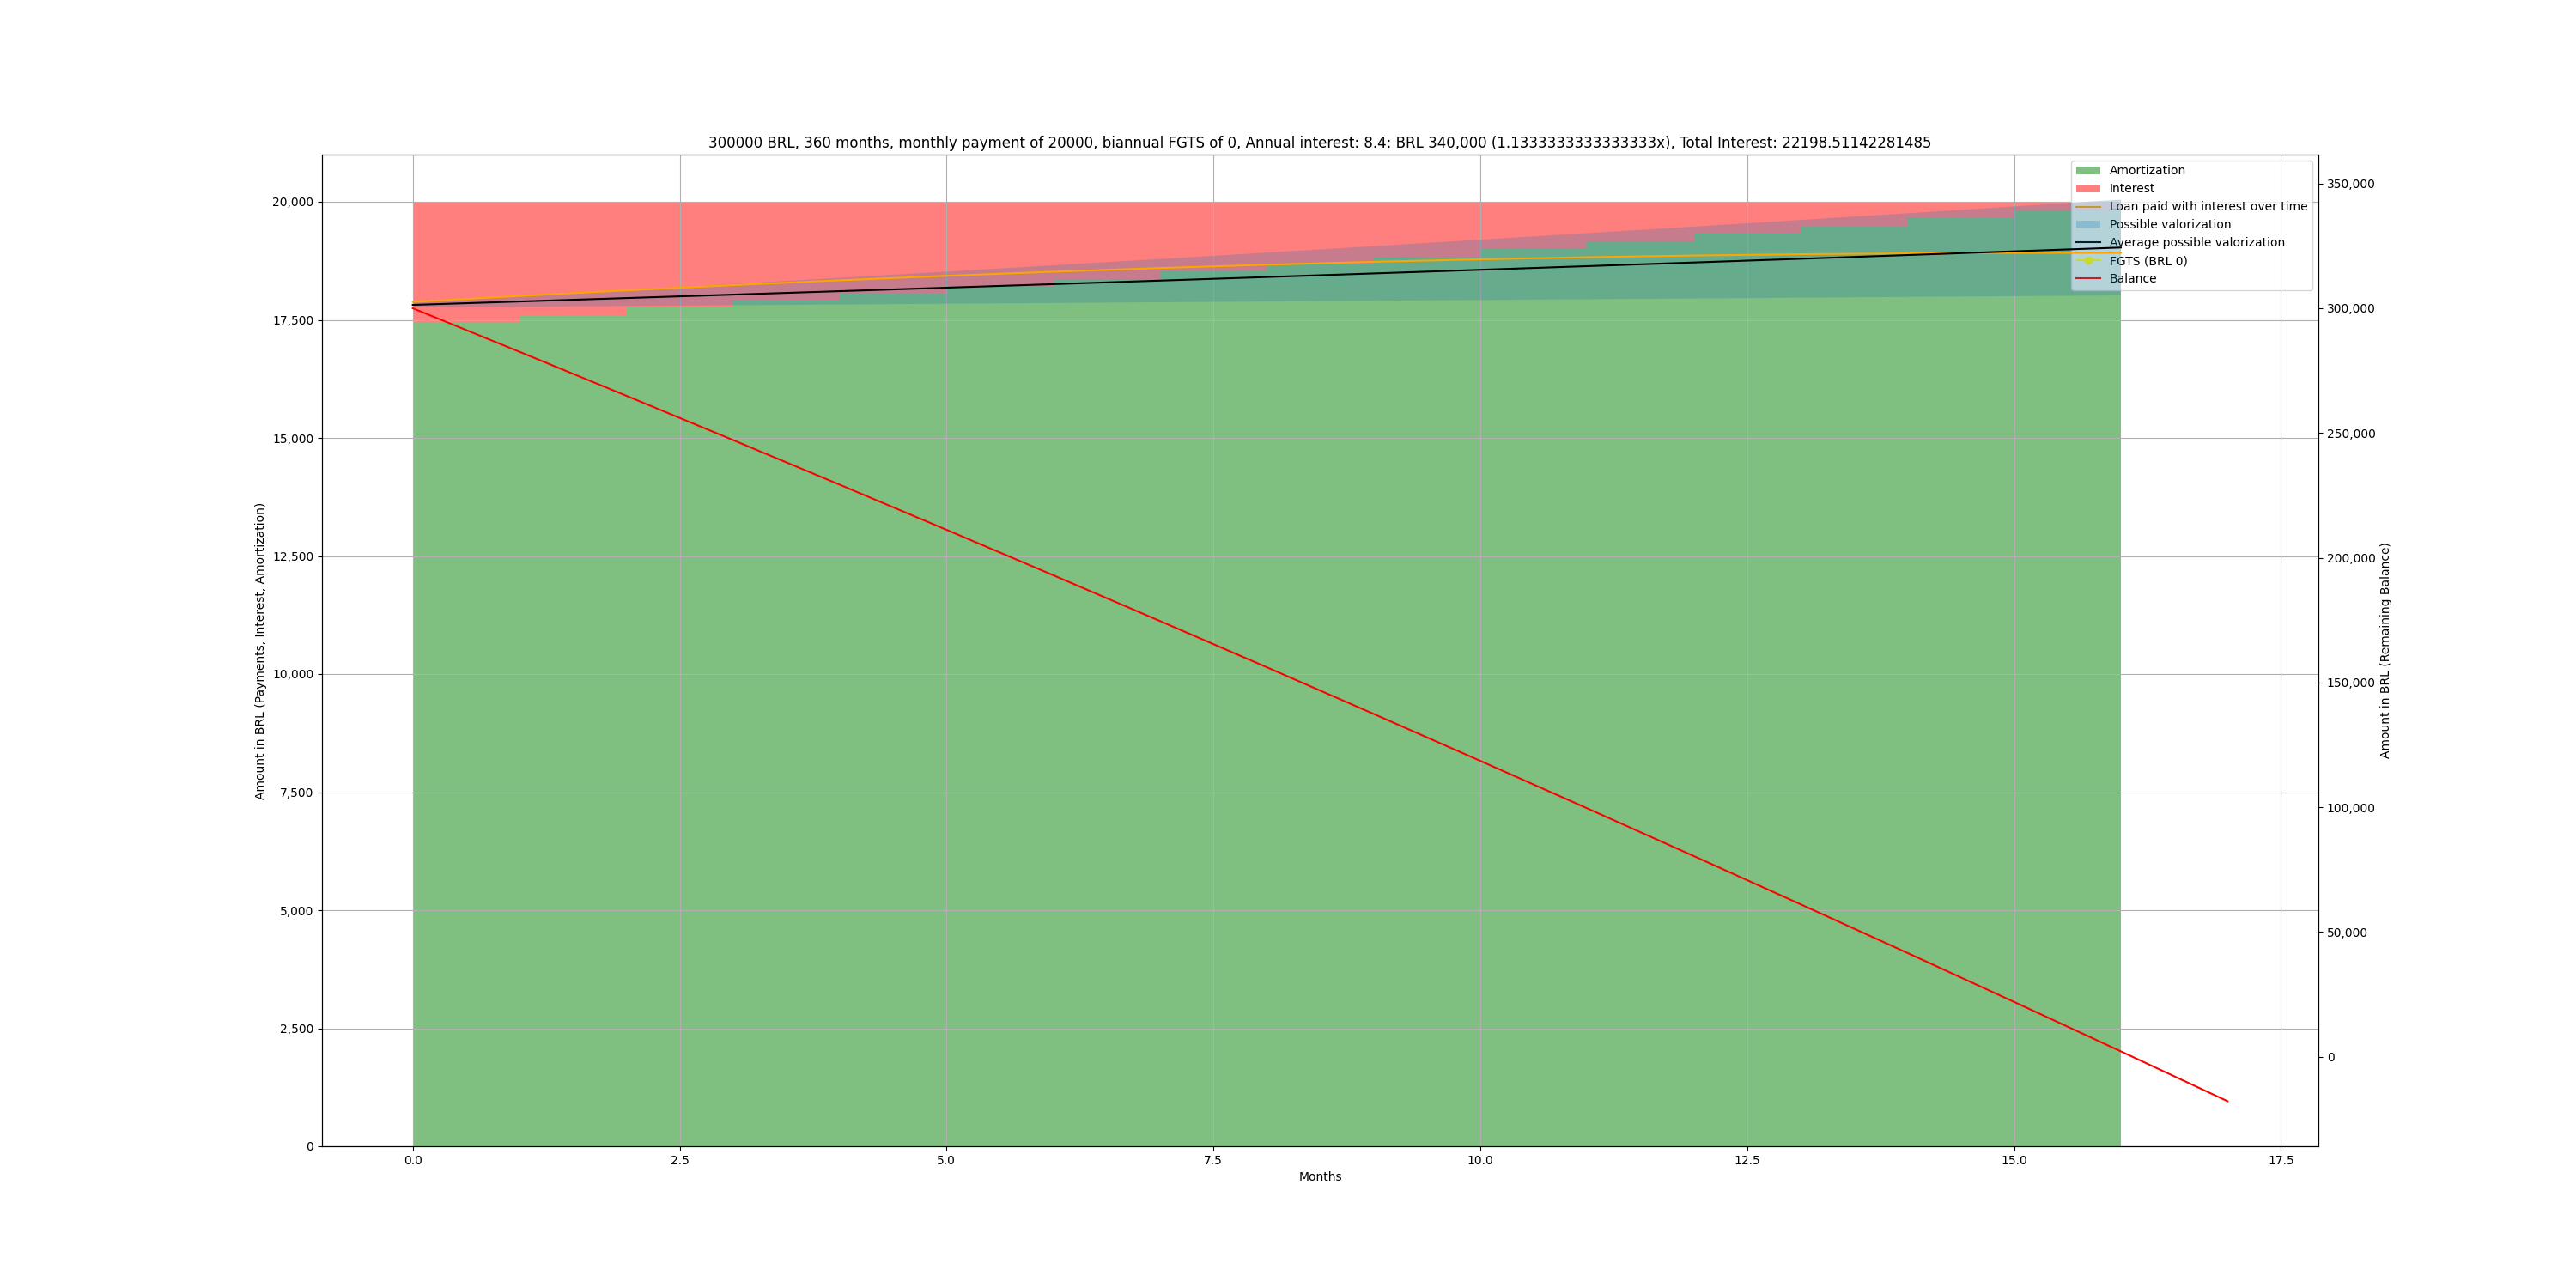 300000 BRL, 360 months, monthly payment of 20000, biannual FGTS of 0, Annual interest: 8.4: BRL 340,000 (1.1333333333333333x), Total Interest: 22198.51142281485
Amortization
Interest
Loan paid with interest over time
Possible valorization
Average possible valorization
FGTS (BRL 0)
Balance
Amount in BRL (Payments, Interest, Amortization)
20,000
17,500
15,000
12,500
10,000
7,500
5,000
2,500
0
350,000
300,000
250,000
200,000
150,000
100,000
50,000
0
Amount in BRL (Remaining Balance)
0.0
2.5
5.0
7.5
10.0
12.5
15.0
17.5
Months